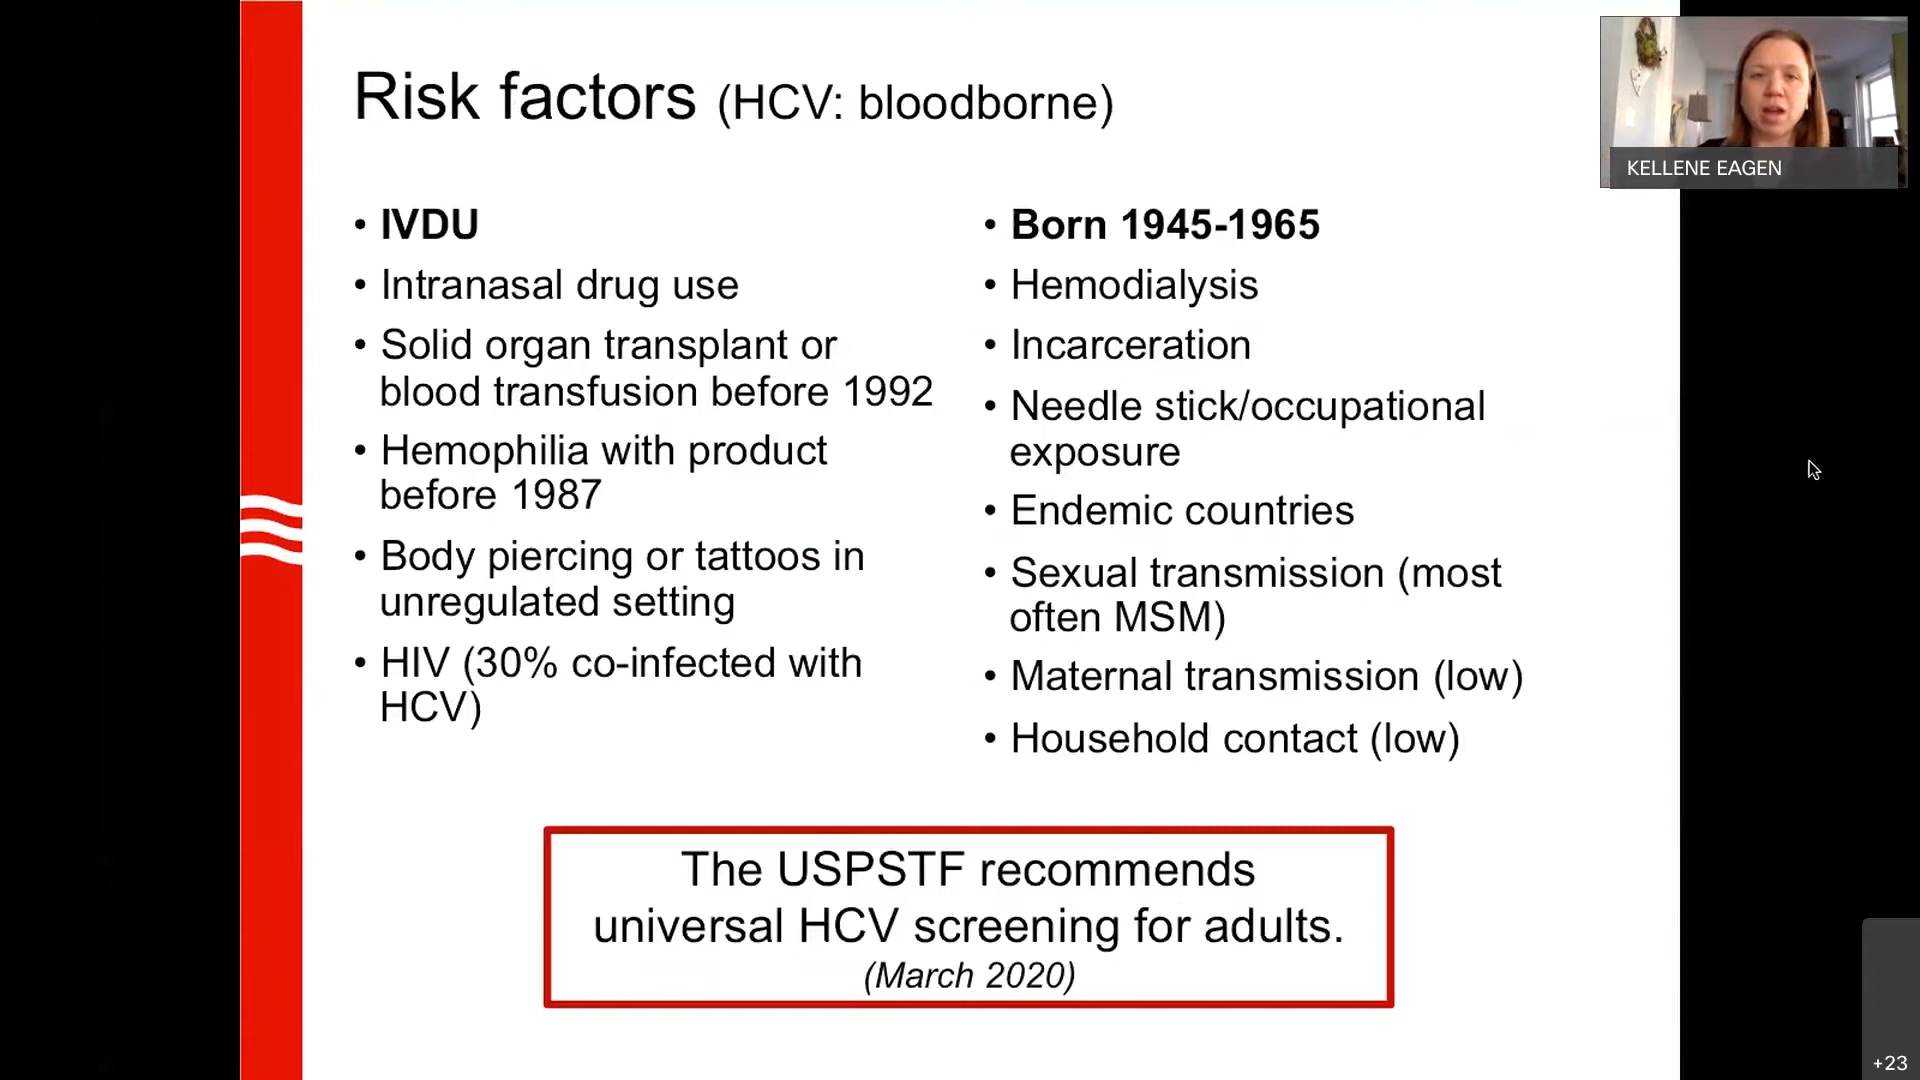 Risk factors (HCV: bloodborne)
KELLENE EAGEN
• IVDU
• Intranasal drug use
• Solid organ transplant or
blood transfusion before 1992
• Hemophilia with product
before 1987
• Body piercing or tattoos in
unregulated setting
• HIV (30% co-infected with
HCV)
• Born 1945-1965
• Hemodialysis
• Incarceration
• Needle stick/occupational
exposure
• Endemic countries
• Sexual transmission (most
often MSM)
• Maternal transmission (low)
• Household contact (low)
The USPSTF recommends
universal HCV screening for adults.
(March 2020)
+23